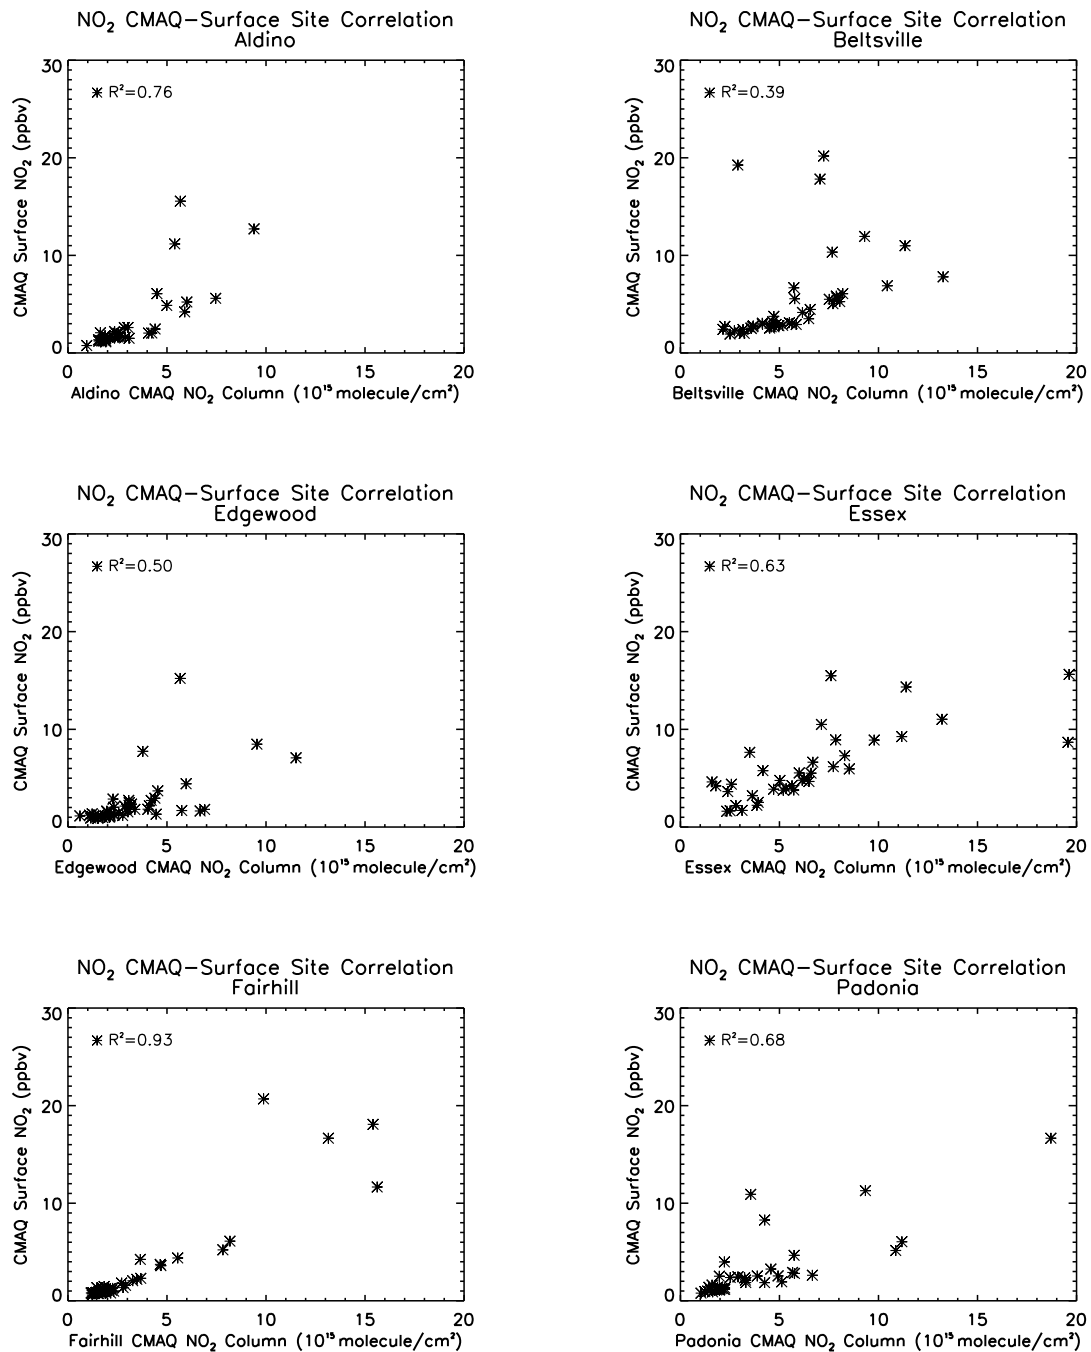 NO₂ CMAQ–Surface Site Correlation
Aldino
CMAQ Surface NO₂ (ppbv)
30
20
10
0
R²=0.76
0 5 10 15 20
Aldino CMAQ NO₂ Column (10¹⁵ molecule/cm²)
NO₂ CMAQ–Surface Site Correlation
Beltsville
CMAQ Surface NO₂ (ppbv)
30
20
10
0
R²=0.39
0 5 10 15 20
Beltsville CMAQ NO₂ Column (10¹⁵ molecule/cm²)
NO₂ CMAQ–Surface Site Correlation
Edgewood
CMAQ Surface NO₂ (ppbv)
30
20
10
0
R²=0.50
0 5 10 15 20
Edgewood CMAQ NO₂ Column (10¹⁵ molecule/cm²)
NO₂ CMAQ–Surface Site Correlation
Essex
CMAQ Surface NO₂ (ppbv)
30
20
10
0
R²=0.63
0 5 10 15 20
Essex CMAQ NO₂ Column (10¹⁵ molecule/cm²)
NO₂ CMAQ–Surface Site Correlation
Fairhill
CMAQ Surface NO₂ (ppbv)
30
20
10
0
R²=0.93
0 5 10 15 20
Fairhill CMAQ NO₂ Column (10¹⁵ molecule/cm²)
NO₂ CMAQ–Surface Site Correlation
Padonia
CMAQ Surface NO₂ (ppbv)
30
20
10
0
R²=0.68
0 5 10 15 20
Padonia CMAQ NO₂ Column (10¹⁵ molecule/cm²)